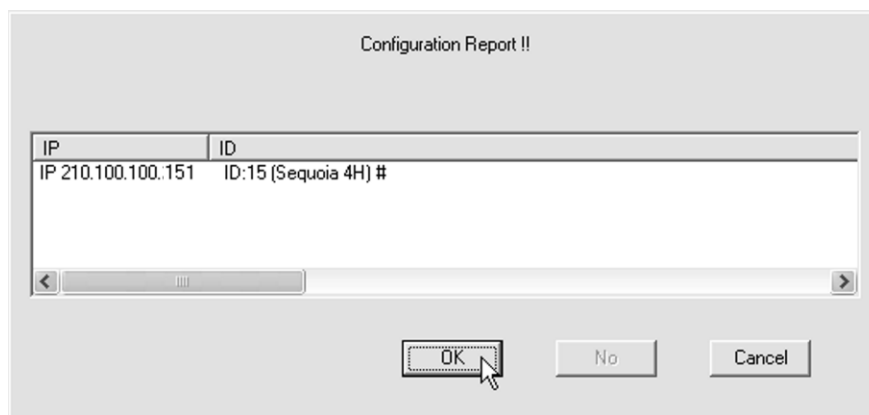 Configuration Report !!
IP ID
IP 210.100.100.:151 ID:15 (Sequoia 4H) #
OK No Cancel